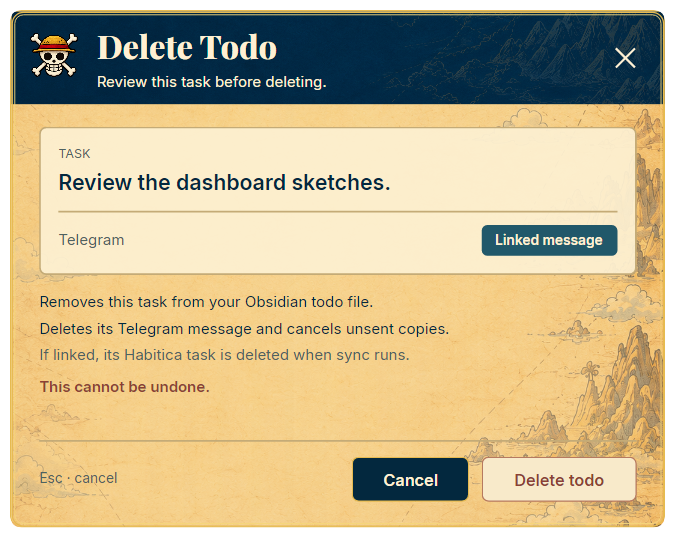 Delete Todo
Review this task before deleting.
TASK
Review the dashboard sketches.
Telegram
Linked message
Removes this task from your Obsidian todo file.
Deletes its Telegram message and cancels unsent copies.
If linked, its Habitica task is deleted when sync runs.
This cannot be undone.
Esc · cancel
Cancel
Delete todo